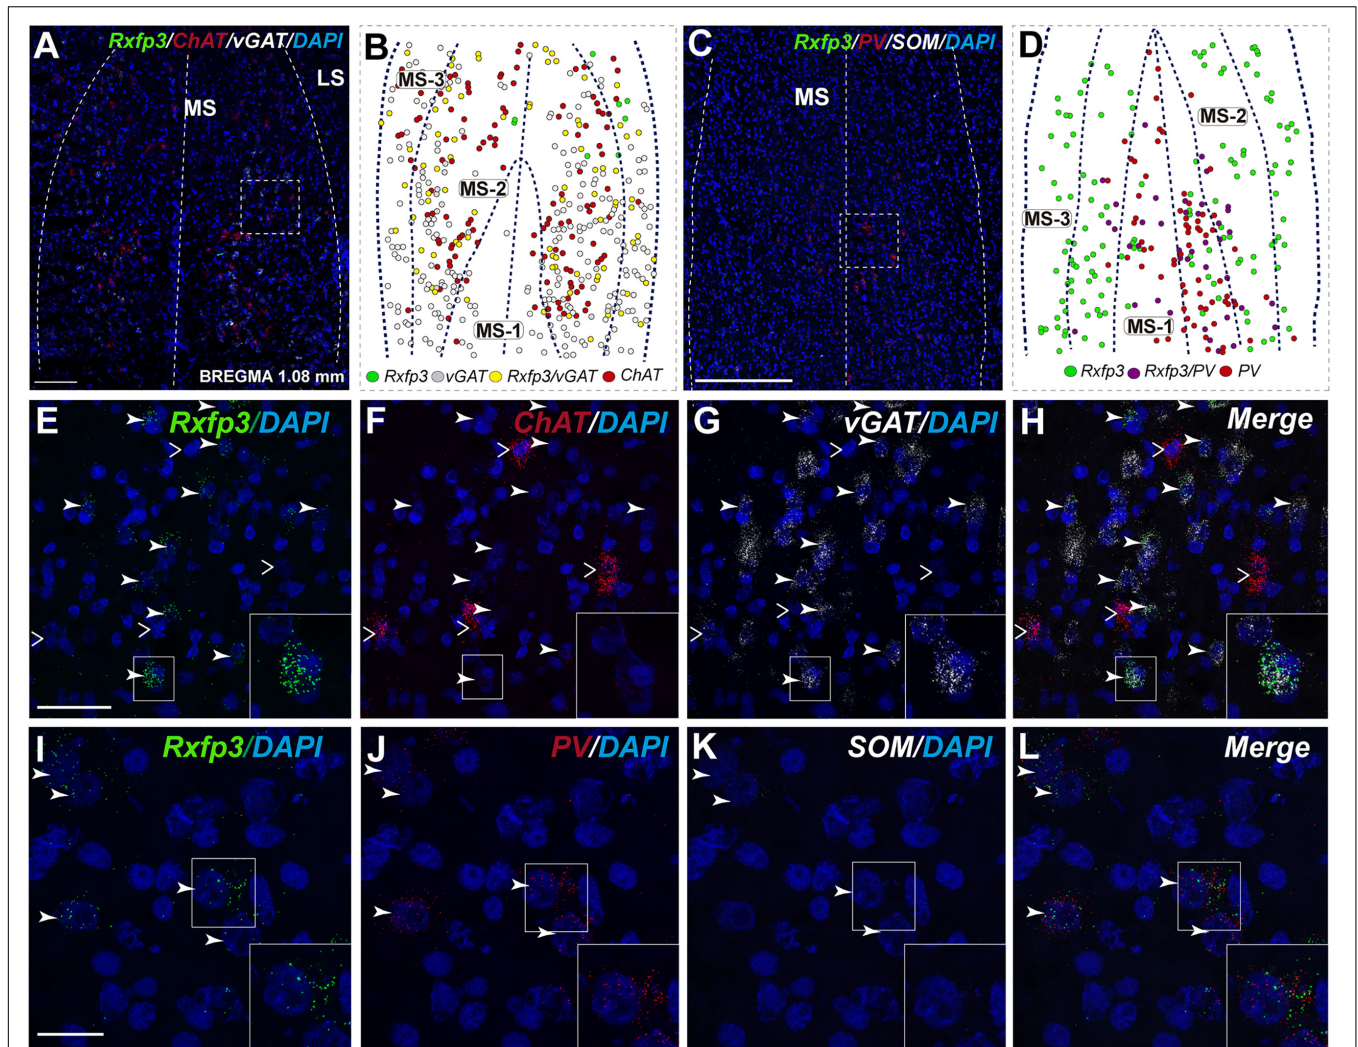 A
Rxfp3/ChAT/vGAT/DAPI
LS
MS
BREGMA 1.08 mm
B
MS-3
MS-2
MS-1
Rxfp3 vGAT Rxfp3/vGAT ChAT
C
Rxfp3/PV/SOM/DAPI
MS
D
MS-2
MS-3
MS-1
Rxfp3 Rxfp3/PV PV
E
Rxfp3/DAPI
F
ChAT/DAPI
G
vGAT/DAPI
H
Merge
I
Rxfp3/DAPI
J
PV/DAPI
K
SOM/DAPI
L
Merge